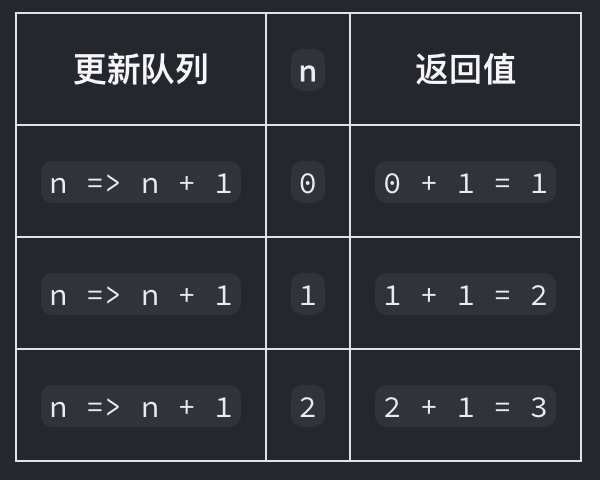 更新队列 n 返回值
n => n + 1 0 0 + 1 = 1
n => n + 1 1 1 + 1 = 2
n => n + 1 2 2 + 1 = 3